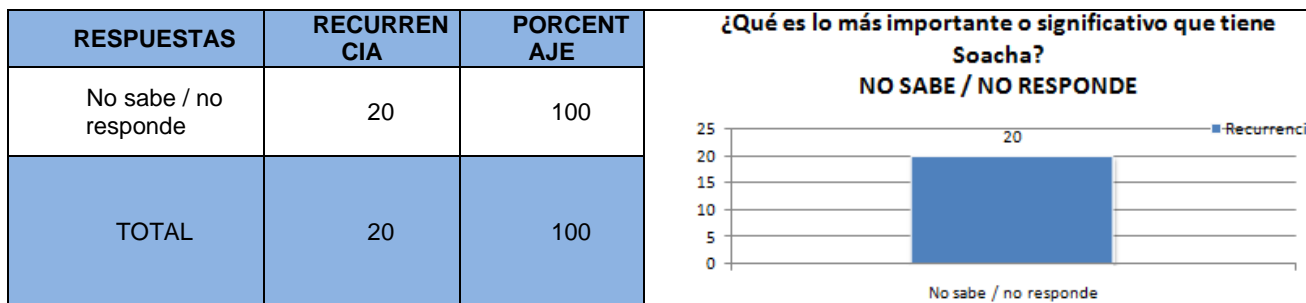 RESPUESTAS
RECURREN
CIA
PORCENT
AJE
No sabe / no
responde
20
100
TOTAL
20
100
¿Qué es lo más importante o significativo que tiene
Soacha?
NO SABE / NO RESPONDE
25
20
15
10
5
0
20
Recurrenci
No sabe / no responde